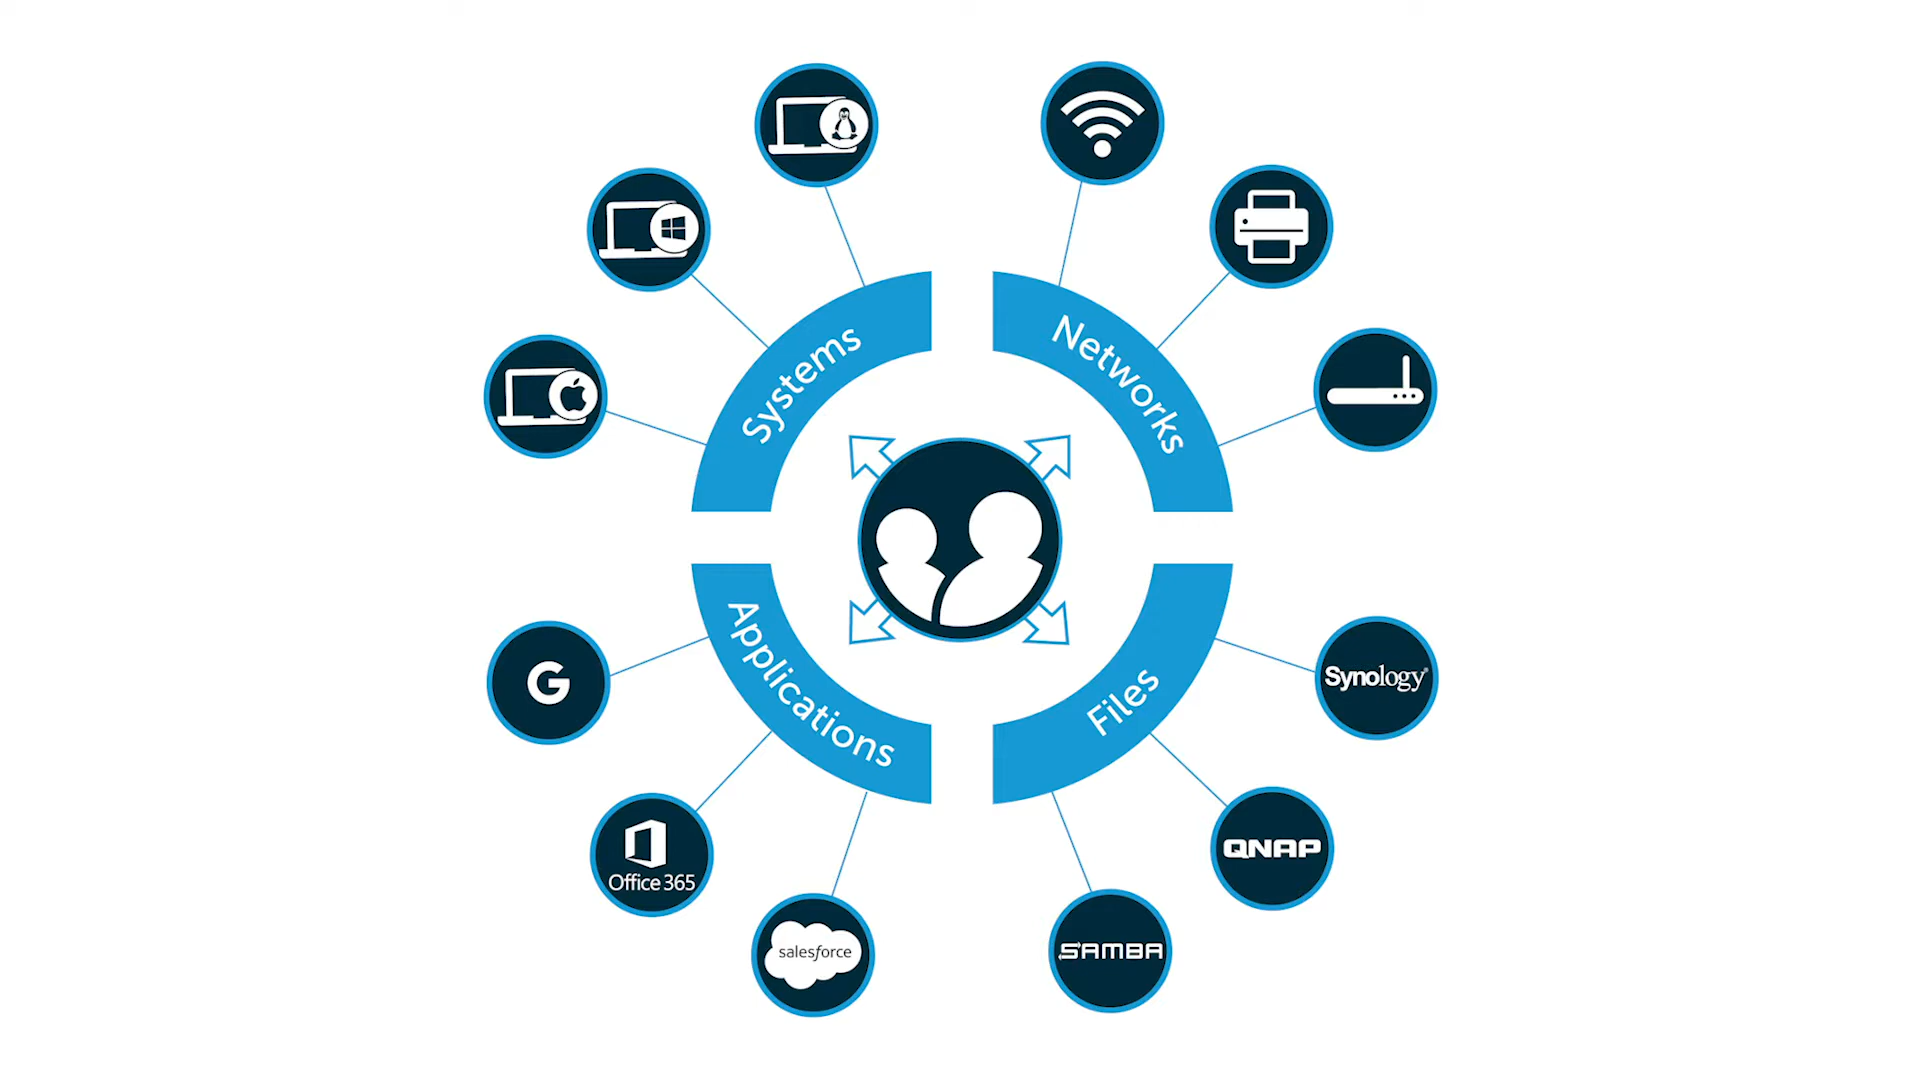 Systems
Networks
Applications
Files
G
Office 365
salesforce
Synology®
QNAP
SAMBA